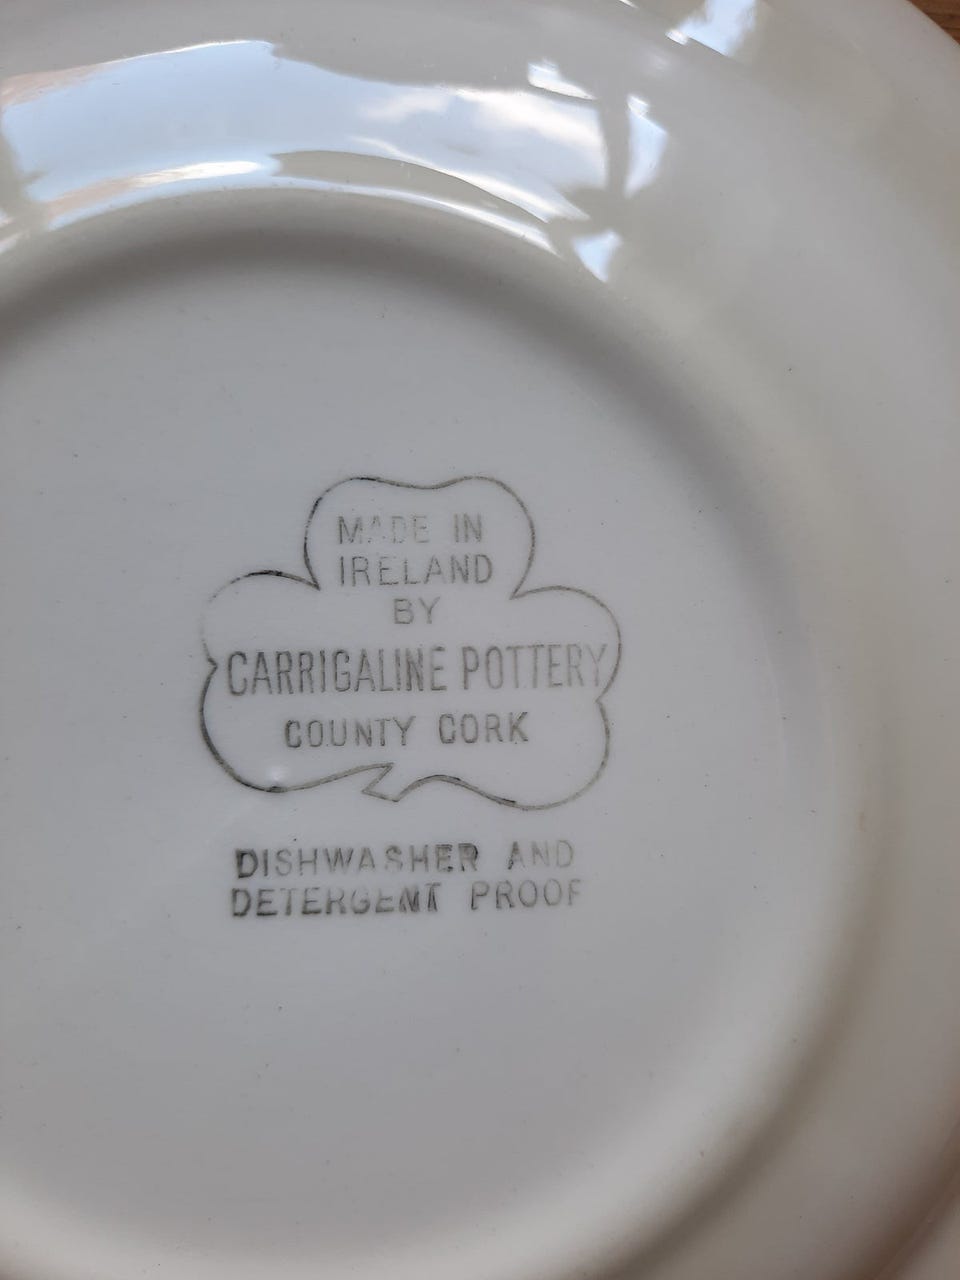 MADE IN
IRELAND
BY
CARRIGALINE POTTERY
COUNTY CORK
DISHWASHER AND
DETERGENT PROOF